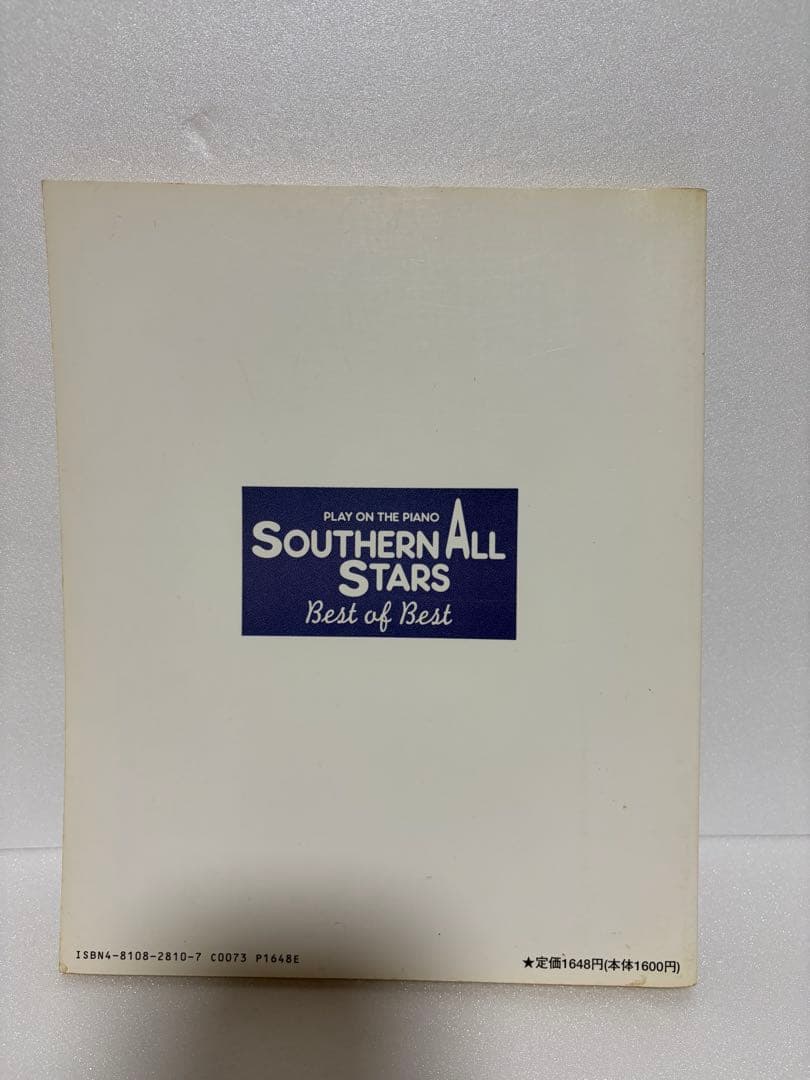 PLAY ON THE PIANO
SOUTHERN ALL
STARS
Best of Best
ISBN4-8108-2810-7 C0073 P1648E
★定価1648円(本体1600円)